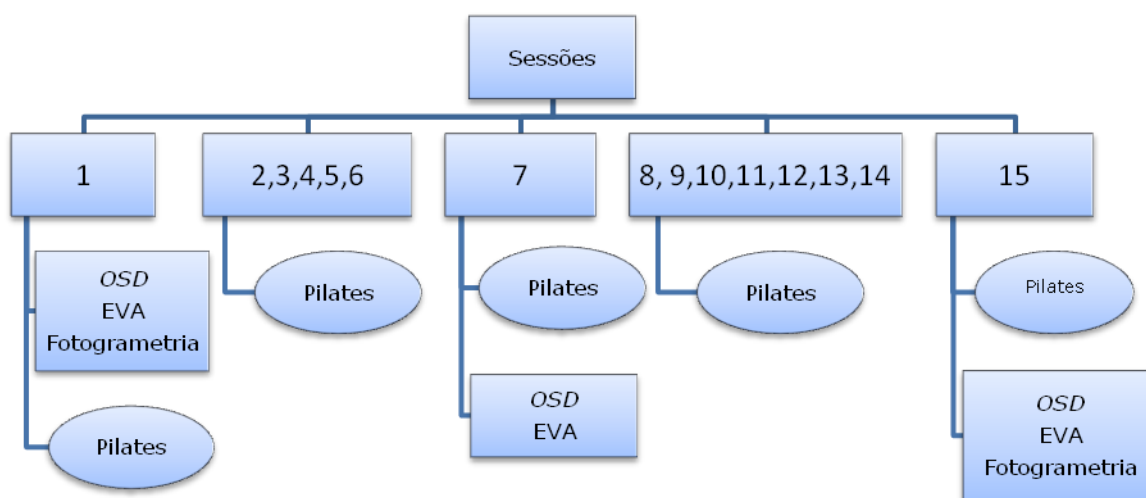 Sessões
1
2,3,4,5,6
7
8, 9,10,11,12,13,14
15
OSD
EVA
Fotogrametria
Pilates
Pilates
Pilates
OSD
EVA
Pilates
Pilates
OSD
EVA
Fotogrametria